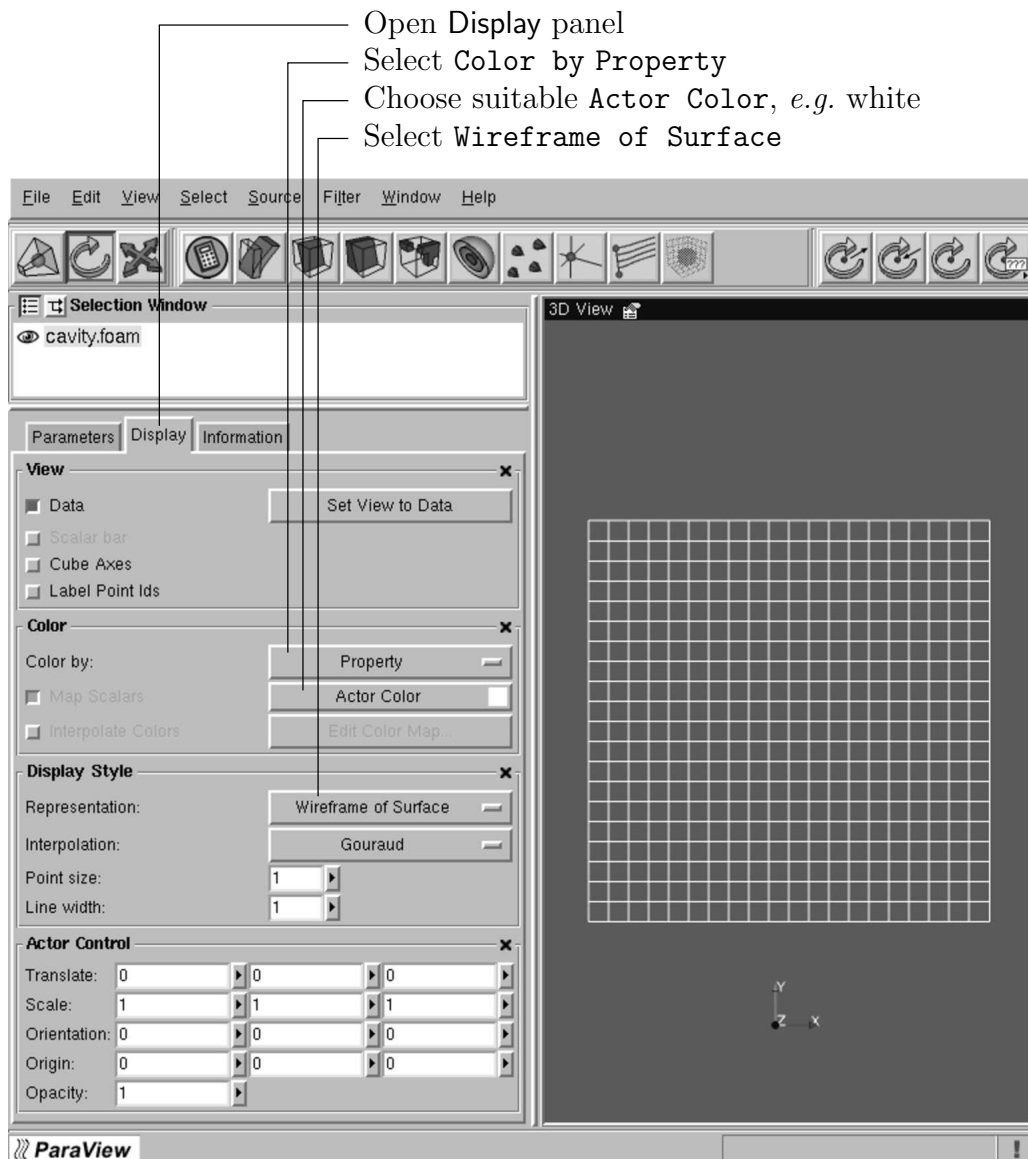 Open Display panel
Select Color by Property
Choose suitable Actor Color, e.g. white
Select Wireframe of Surface
File Edit View Select Source Filter Window Help
???
Selection Window
3D View
cavity.foam
Parameters Display Information
View
Data Set View to Data
Scalar bar
Cube Axes
Label Point Ids
Color
Color by: Property
Map Scalars Actor Color
Interpolate Colors Edit Color Map...
Display Style
Representation: Wireframe of Surface
Interpolation: Gouraud
Point size: 1
Line width: 1
Actor Control
Translate: 0 0 0
Scale: 1 1 1
Orientation: 0 0 0
Origin: 0 0 0
Opacity: 1
Y
Z X
ParaView
!